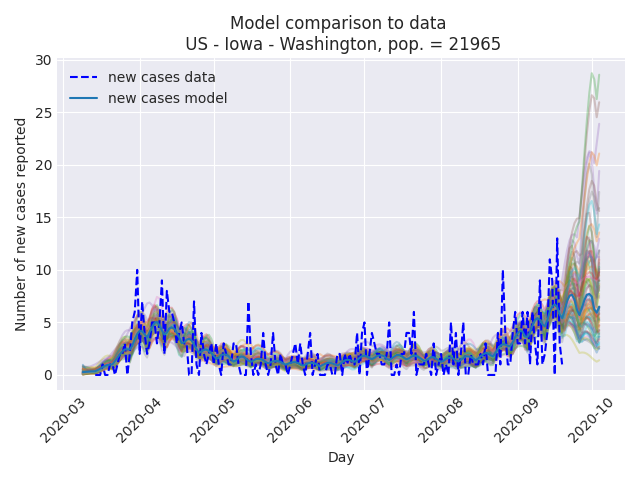 Model comparison to data
US - Iowa - Washington, pop. = 21965
new cases data
new cases model
Number of new cases reported
30
25
20
15
10
5
0
2020-03
2020-04
2020-05
2020-06
2020-07
2020-08
2020-09
2020-10
Day